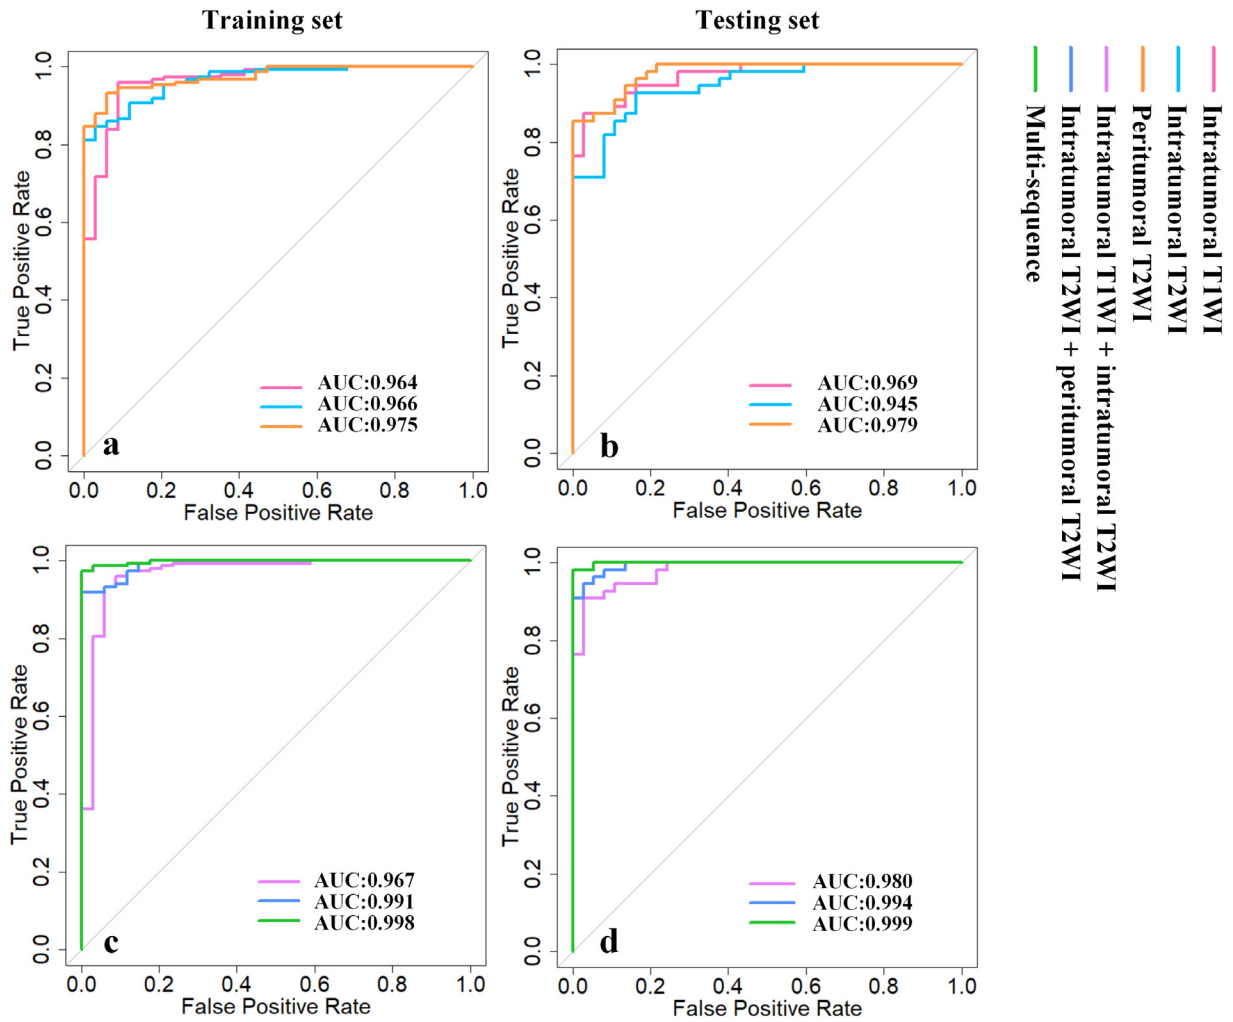 Training set
True Positive Rate
0.0 0.2 0.4 0.6 0.8 1.0
AUC:0.964
AUC:0.966
AUC:0.975
a
0.0 0.2 0.4 0.6 0.8 1.0
False Positive Rate
Testing set
True Positive Rate
0.0 0.2 0.4 0.6 0.8 1.0
AUC:0.969
AUC:0.945
AUC:0.979
b
0.0 0.2 0.4 0.6 0.8 1.0
False Positive Rate
True Positive Rate
0.0 0.2 0.4 0.6 0.8 1.0
AUC:0.967
AUC:0.991
AUC:0.998
c
0.0 0.2 0.4 0.6 0.8 1.0
False Positive Rate
True Positive Rate
0.0 0.2 0.4 0.6 0.8 1.0
AUC:0.980
AUC:0.994
AUC:0.999
d
0.0 0.2 0.4 0.6 0.8 1.0
False Positive Rate
Intratumoral T1WI
Intratumoral T2WI
Peritumoral T2WI
Intratumoral T1WI + intratumoral T2WI
Intratumoral T2WI + peritumoral T2WI
Multi-sequence